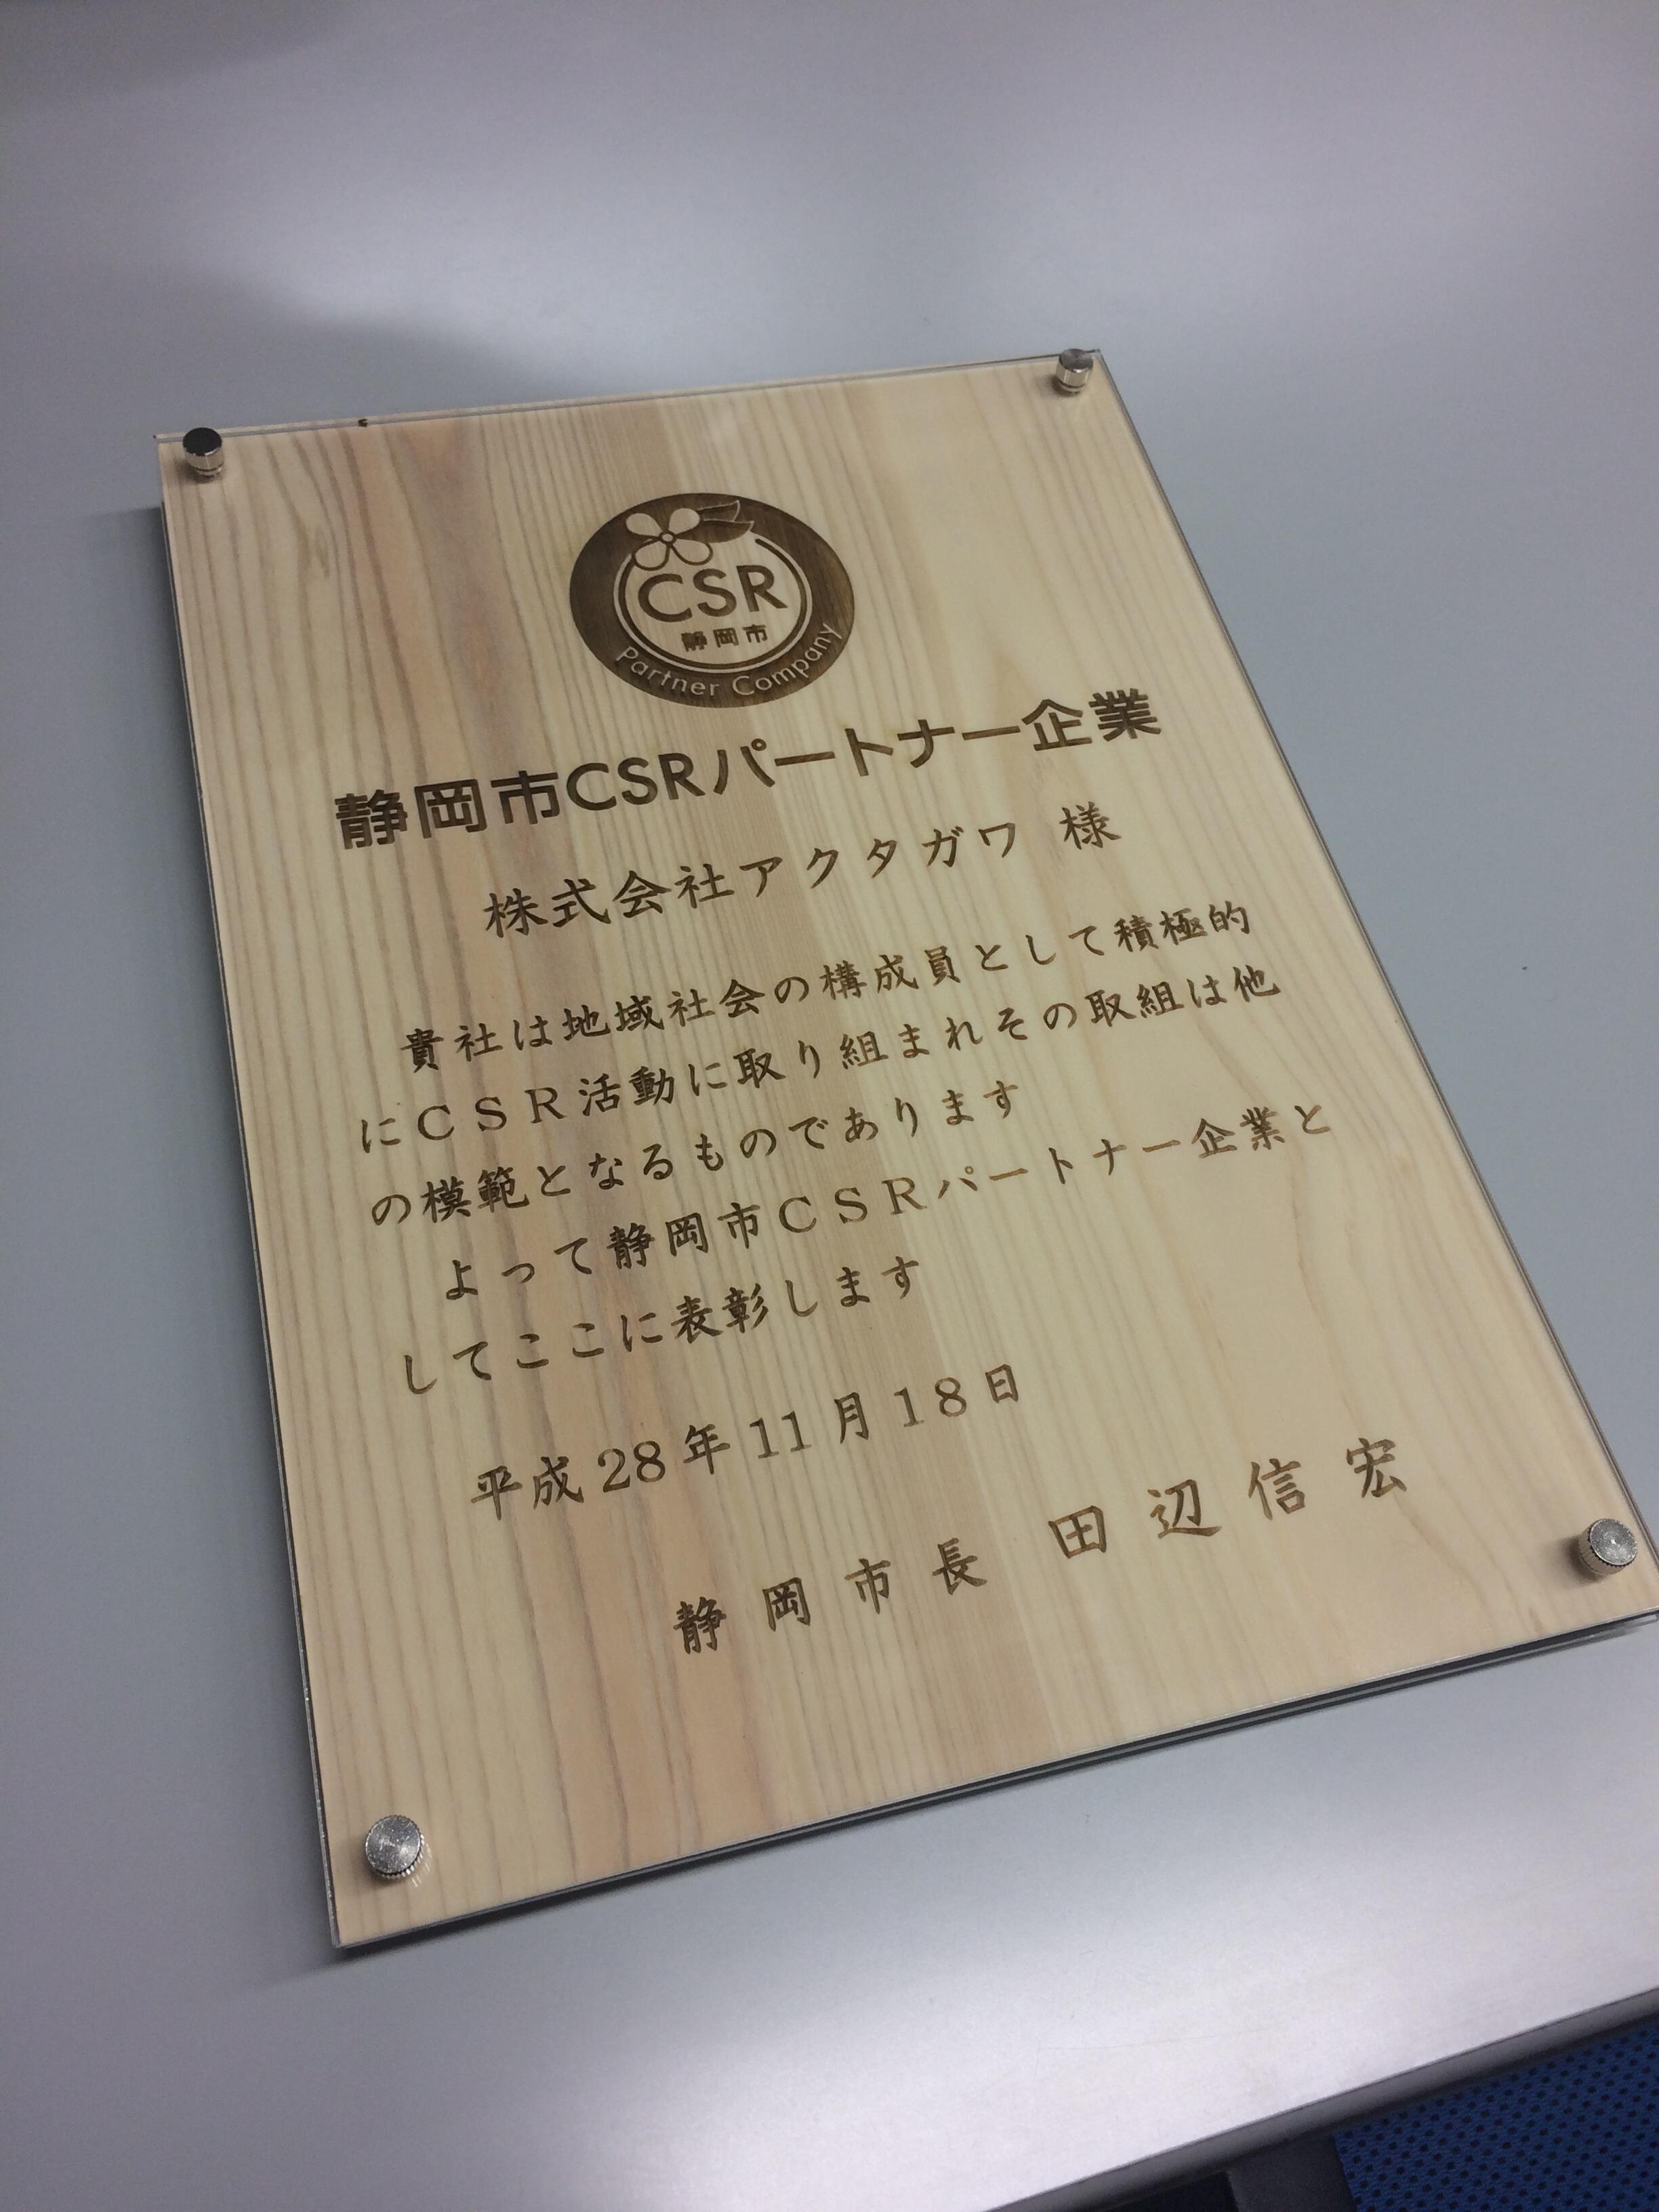 CSR
静岡市
Partner Company
静岡市CSRパートナー企業
株式会社アクタガワ 様
貴社は地域社会の構成員として積極的
にＣＳＲ活動に取り組まれその取組は他
の模範となるものであります
よって静岡市ＣＳＲパートナー企業と
してここに表彰します
平成28年11月18日
静岡市長 田辺信宏